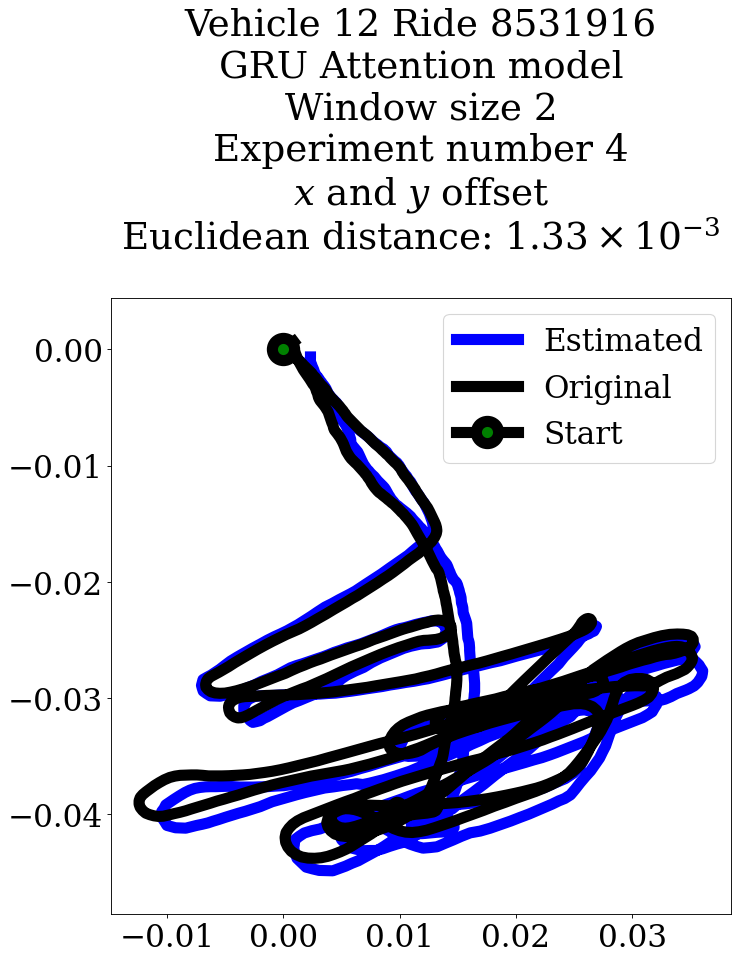 Vehicle 12 Ride 8531916
GRU Attention model
Window size 2
Experiment number 4
x and y offset
Euclidean distance: 1.33 × 10⁻³
Estimated
Original
Start
0.00
−0.01
−0.02
−0.03
−0.04
−0.01 0.00 0.01 0.02 0.03